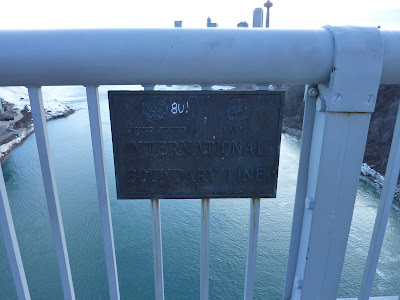 8U!
UNITED STATES CANADA
INTERNATIONAL
BOUNDARY LINE